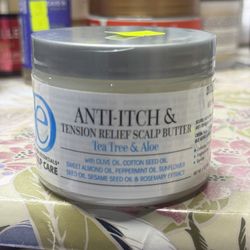 ANTI-ITCH &
TENSION RELIEF SCALP BUTTER
Tea Tree & Aloe
with OLIVE OIL, COTTON SEED OIL,
SWEET ALMOND OIL, PEPPERMINT OIL, SUNFLOWER
SEED OIL, SESAME SEED OIL & ROSEMARY EXTRACT
CARE